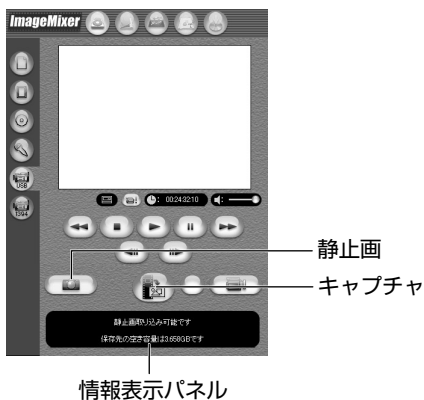 ImageMixer
USB
1394
00:24:32:10
静止画
キャプチャ
静止画取り込み可能です
保存先の空き容量は3.658GBです
情報表示パネル